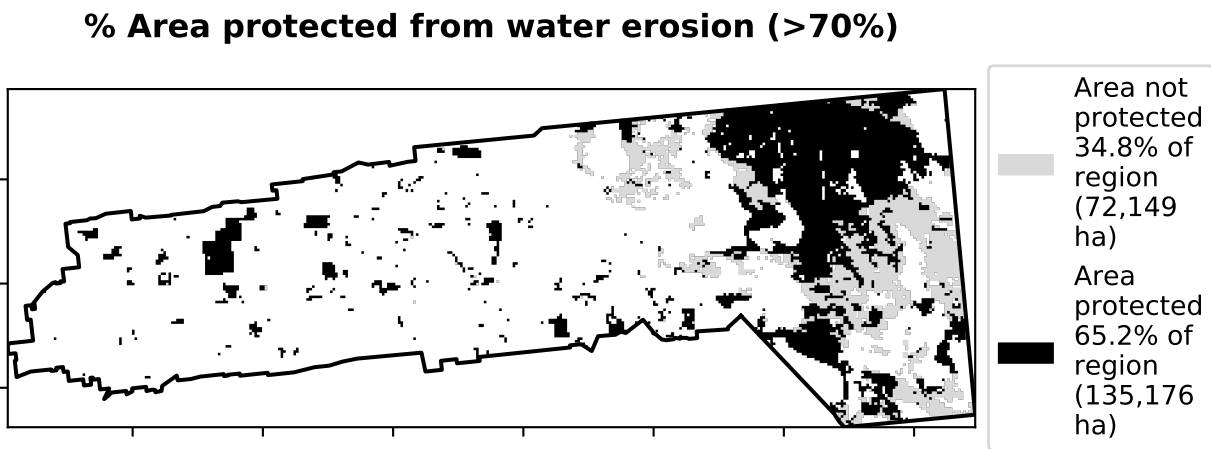 % Area protected from water erosion (>70%)
Area not
protected
34.8% of
region
(72,149
ha)
Area
protected
65.2% of
region
(135,176
ha)